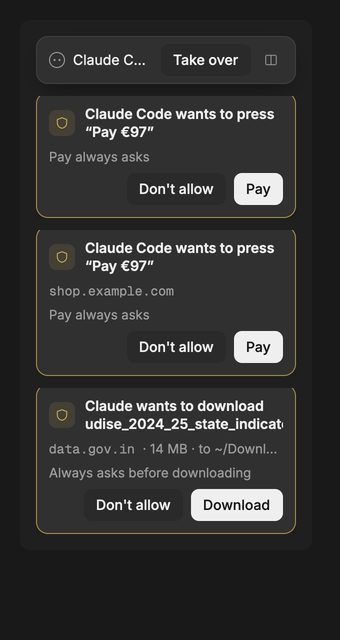 Claude C... Take over
Claude Code wants to press
“Pay €97”
Pay always asks
Don't allow Pay
Claude Code wants to press
“Pay €97”
shop.example.com
Pay always asks
Don't allow Pay
Claude wants to download
udise_2024_25_state_indicat
data.gov.in · 14 MB · to ~/Downl...
Always asks before downloading
Don't allow Download